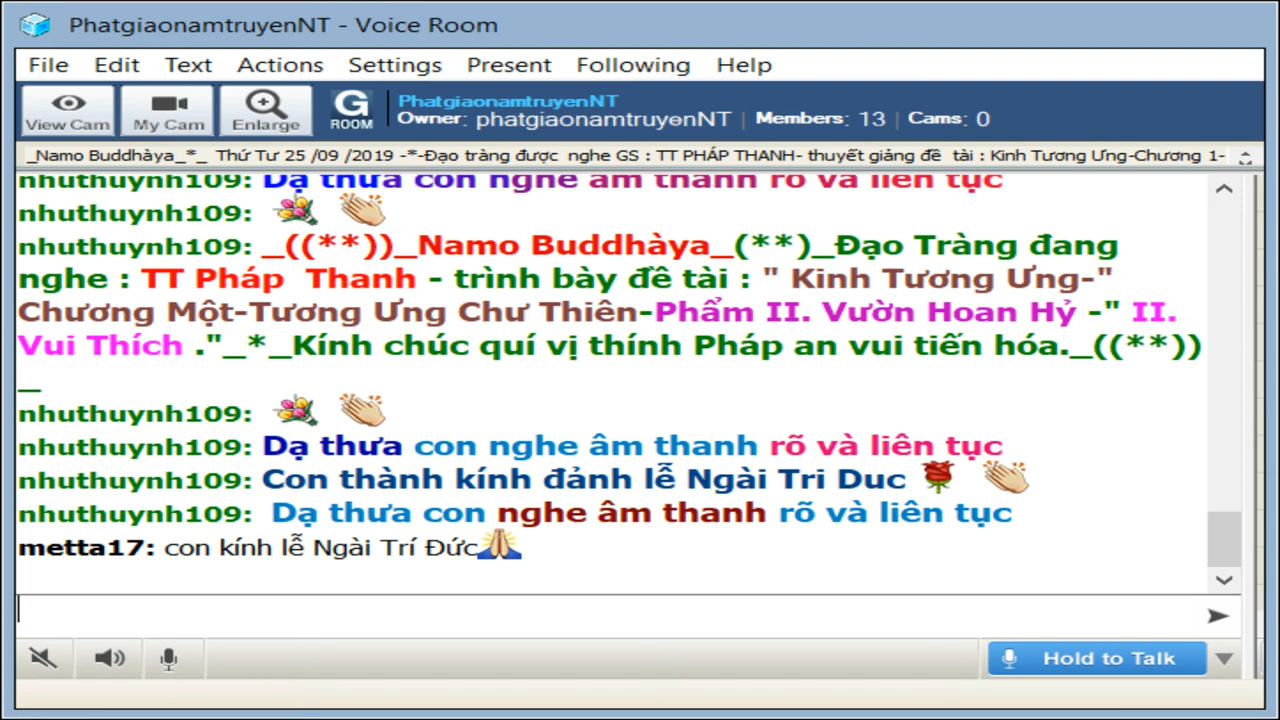 PhatgiaonamtruyenNT - Voice Room
File Edit Text Actions Settings Present Following Help
View Cam My Cam Enlarge G ROOM
PhatgiaonamtruyenNT
Owner: phatgiaonamtruyenNT | Members: 13 | Cams: 0
_Namo Buddhàya_*_ Thứ Tư 25 /09 /2019 -*-Đạo tràng được nghe GS : TT PHÁP THANH- thuyết giảng đề tài : Kinh Tương Ưng-Chương 1-
nhuthuynh109: Dạ thưa con nghe âm thanh rõ và liên tục
nhuthuynh109:
nhuthuynh109: _((**))_Namo Buddhàya_(**)_Đạo Tràng đang
nghe : TT Pháp Thanh - trình bày đề tài : " Kinh Tương Ưng-"
Chương Một-Tương Ưng Chư Thiên-Phẩm II. Vườn Hoan Hỷ -" II.
Vui Thích ."_*_Kính chúc quí vị thính Pháp an vui tiến hóa._((**))
_
nhuthuynh109:
nhuthuynh109: Dạ thưa con nghe âm thanh rõ và liên tục
nhuthuynh109: Con thành kính đảnh lễ Ngài Tri Duc
nhuthuynh109: Dạ thưa con nghe âm thanh rõ và liên tục
metta17: con kính lễ Ngài Trí Đức
Hold to Talk